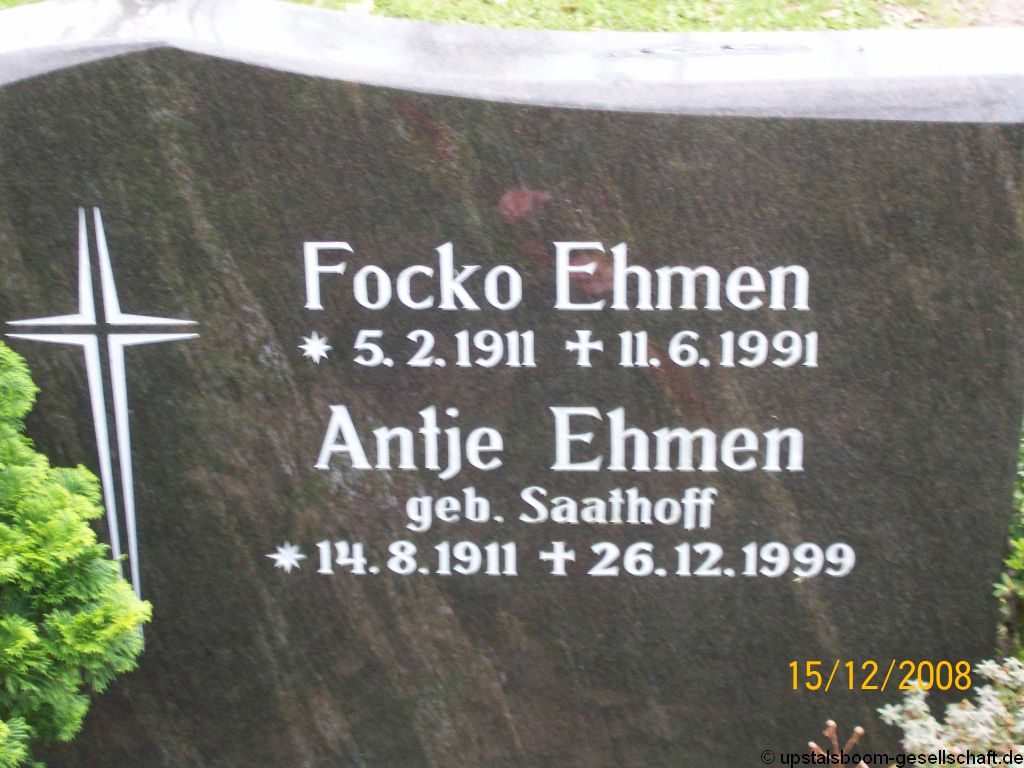 Focko Ehmen
* 5. 2. 1911 ✝ 11. 6. 1991
Antje Ehmen
geb. Saathoff
* 14. 8. 1911 ✝ 26. 12. 1999
15/12/2008
© upstalsboom-gesellschaft.de